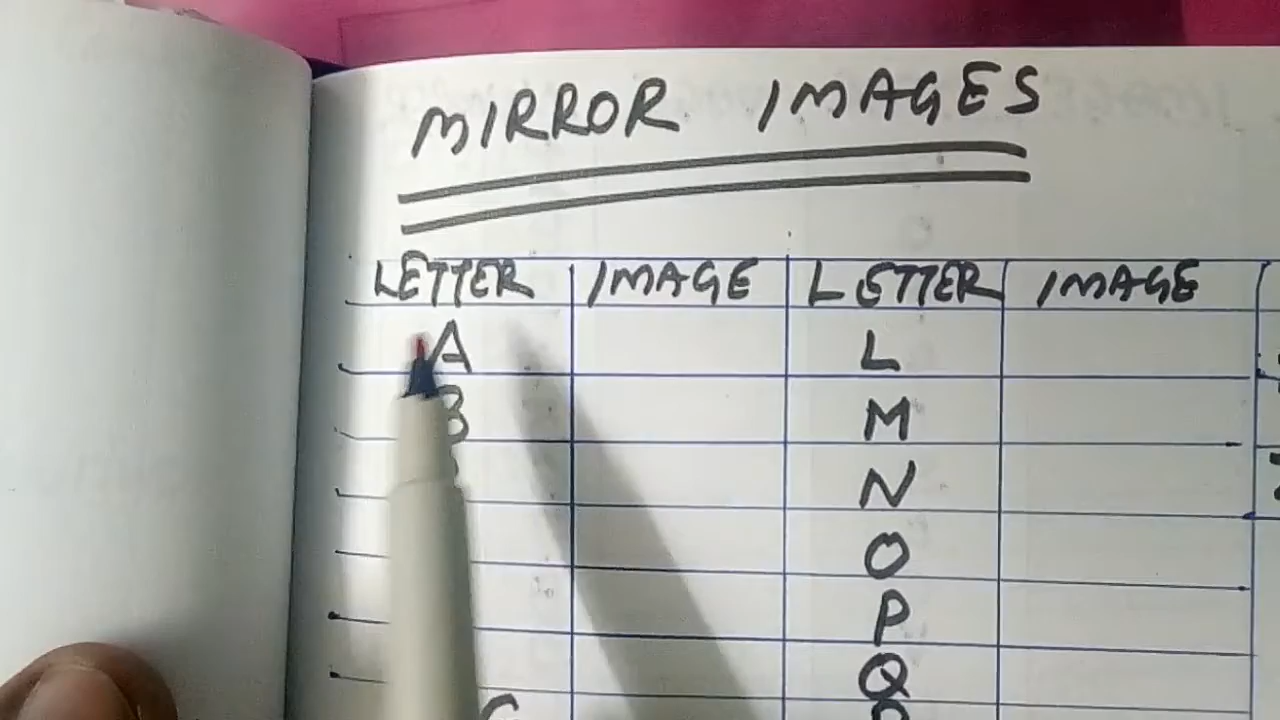 MIRROR IMAGES
LETTER IMAGE LETTER IMAGE
A L
B M
N
O
P
Q
G R